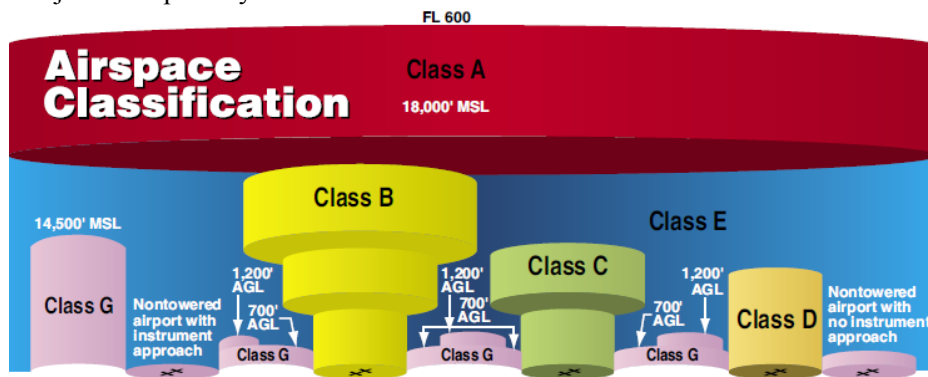 FL 600
Airspace
Classification
Class A
18,000' MSL
Class B
Class E
14,500' MSL
Class C
1,200'
AGL
1,200'
AGL
1,200'
AGL
Class G
Nontowered
airport with
instrument
approach
700'
AGL
700'
AGL
700'
AGL
Class D
Nontowered
airport with
no instrument
approach
Class G
Class G
Class G